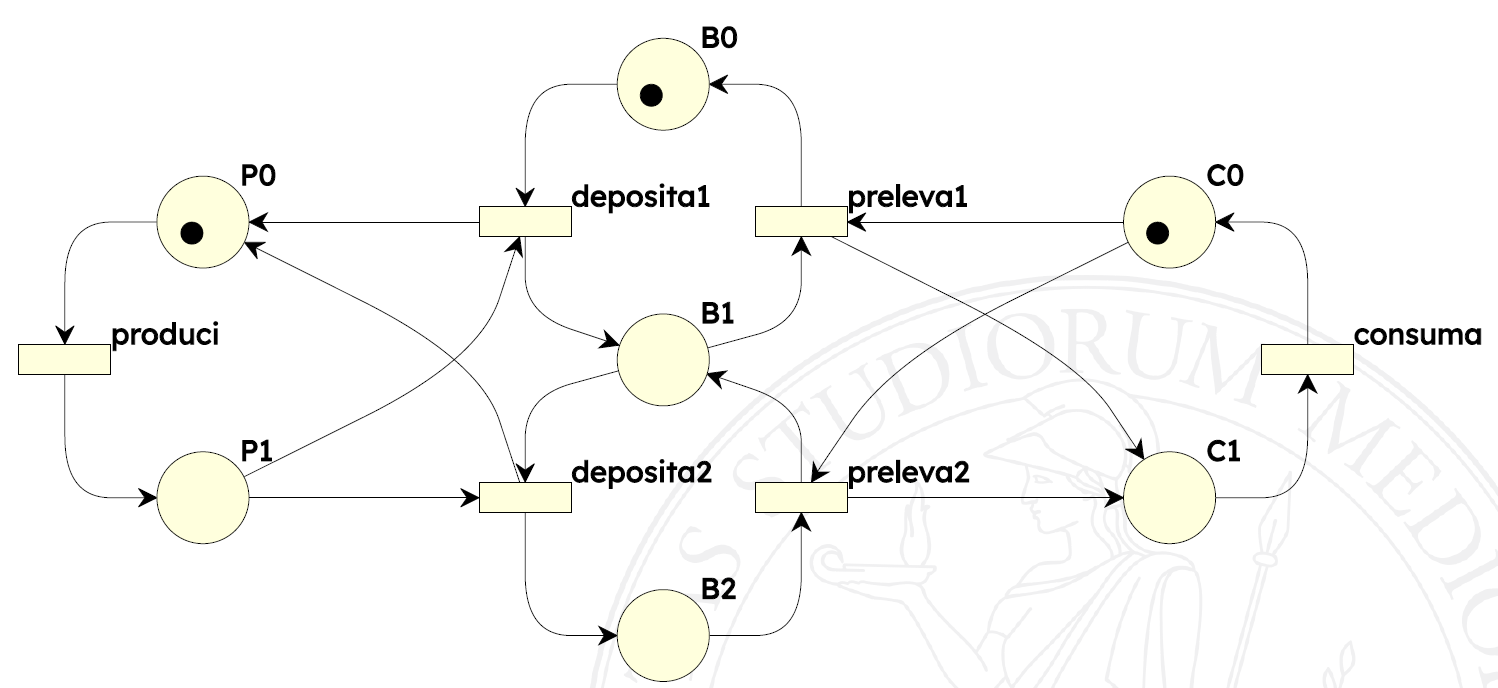 B0
P0
deposita1
preleva1
C0
produci
B1
consuma
P1
deposita2
preleva2
C1
B2
S STUDIORUM MEDIO